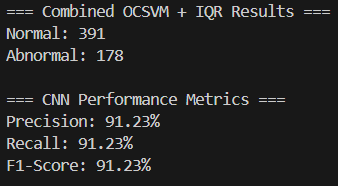 === Combined OCSVM + IQR Results ===
Normal: 391
Abnormal: 178
=== CNN Performance Metrics ===
Precision: 91.23%
Recall: 91.23%
F1-Score: 91.23%